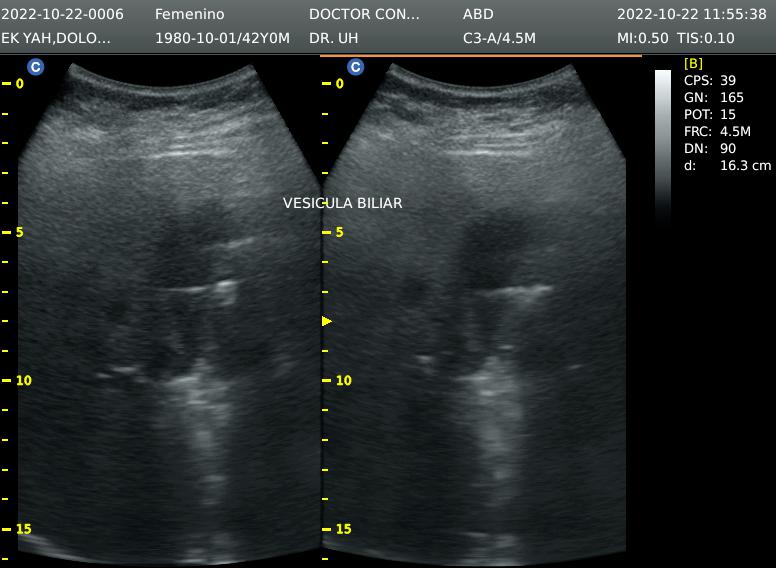 2022-10-22-0006 Femenino DOCTOR CON... ABD 2022-10-22 11:55:38
EK YAH,DOLO... 1980-10-01/42Y0M DR. UH C3-A/4.5M MI:0.50 TIS:0.10
C C [B]
0 0 CPS: 39
GN: 165
POT: 15
FRC: 4.5M
DN: 90
d: 16.3 cm
VESICULA BILIAR
5 5
10 10
15 15